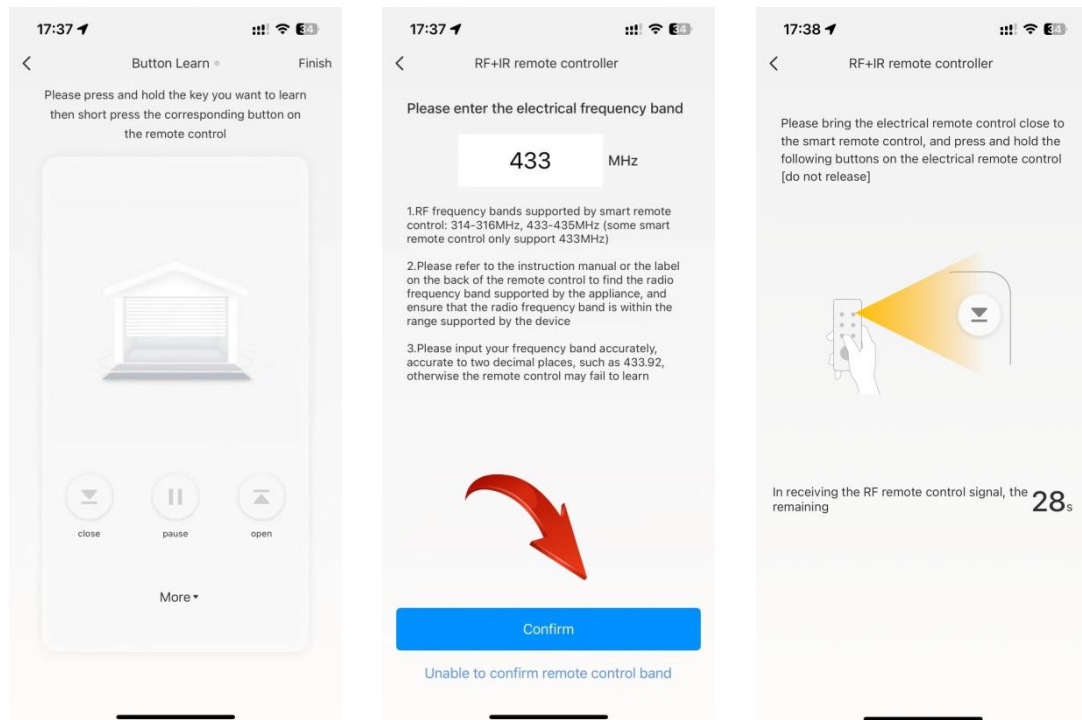 17:37
34
Button Learn
Finish
Please press and hold the key you want to learn
then short press the corresponding button on
the remote control
close
pause
open
More
17:37
34
RF+IR remote controller
Please enter the electrical frequency band
433 MHz
1.RF frequency bands supported by smart remote
control: 314-316MHz, 433-435MHz (some smart
remote control only support 433MHz)
2.Please refer to the instruction manual or the label
on the back of the remote control to find the radio
frequency band supported by the appliance, and
ensure that the radio frequency band is within the
range supported by the device
3.Please input your frequency band accurately,
accurate to two decimal places, such as 433.92,
otherwise the remote control may fail to learn
Confirm
Unable to confirm remote control band
17:38
34
RF+IR remote controller
Please bring the electrical remote control close to
the smart remote control, and press and hold the
following buttons on the electrical remote control
[do not release]
In receiving the RF remote control signal, the
remaining
28s